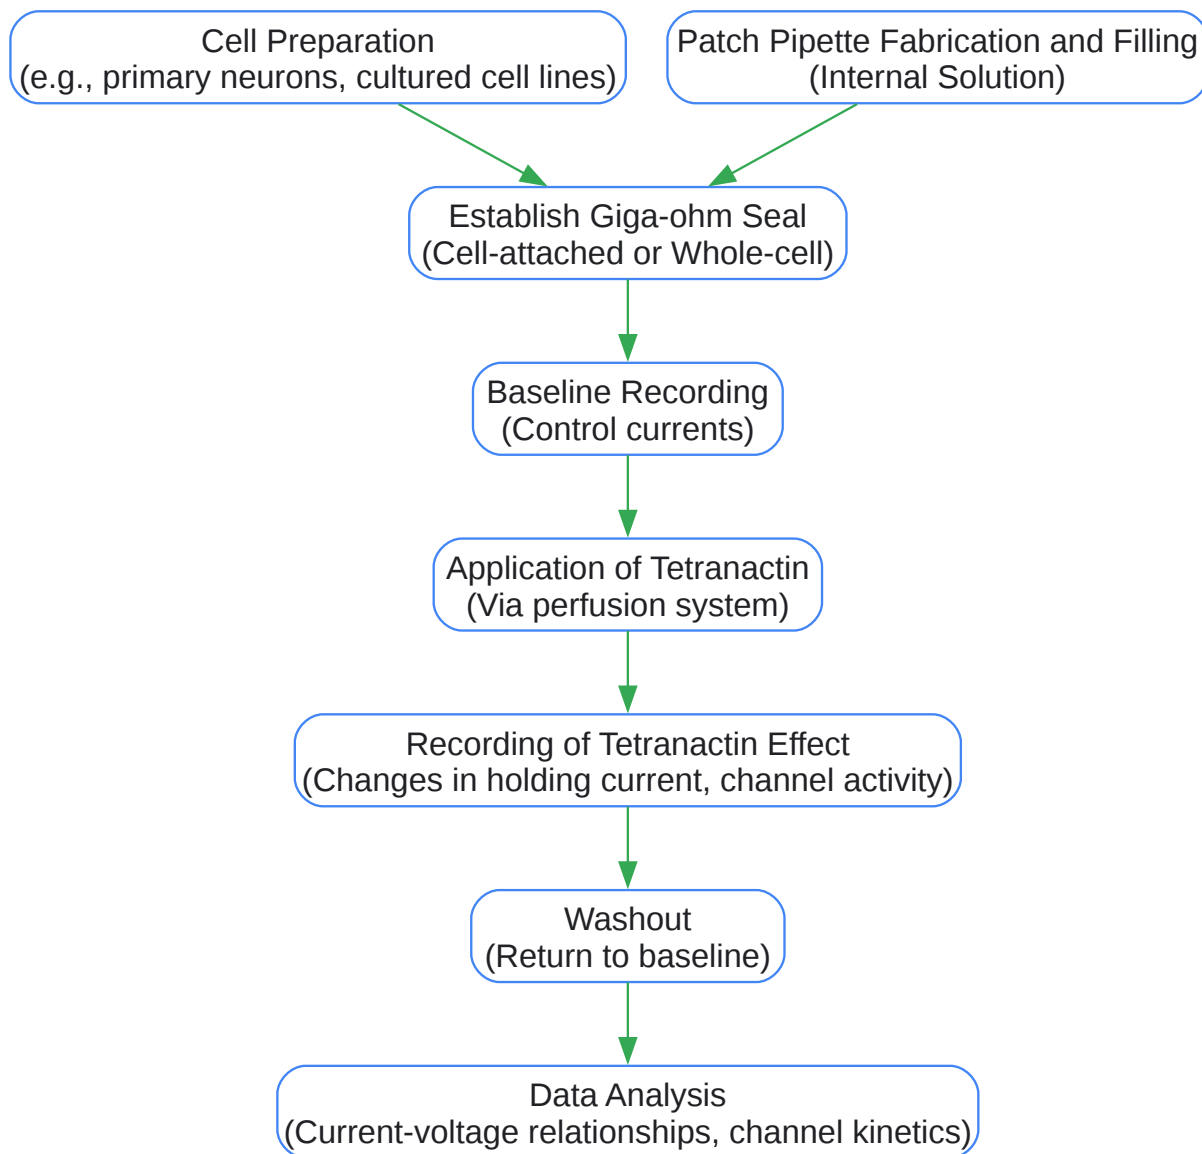 Cell Preparation
(e.g., primary neurons, cultured cell lines)
Patch Pipette Fabrication and Filling
(Internal Solution)
Establish Giga-ohm Seal
(Cell-attached or Whole-cell)
Baseline Recording
(Control currents)
Application of Tetranactin
(Via perfusion system)
Recording of Tetranactin Effect
(Changes in holding current, channel activity)
Washout
(Return to baseline)
Data Analysis
(Current-voltage relationships, channel kinetics)